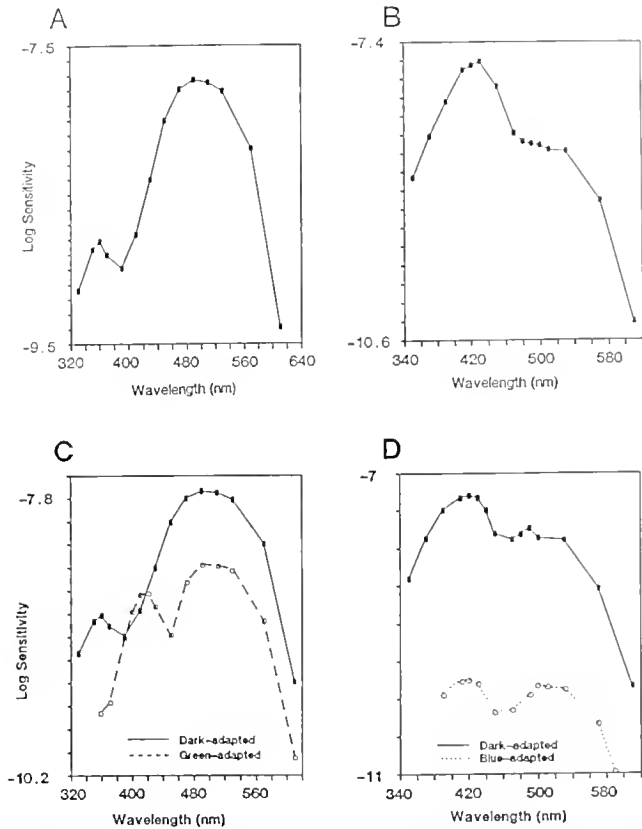 A
-7.5
Log Sensitivity
-9.5
320 400 480 560 640
Wavelength (nm)
B
-7.4
-10.6
340 420 500 580
Wavelength (nm)
C
-7.8
Log Sensitivity
-10.2
Dark-adapted
Green-adapted
320 400 480 560
Wavelength (nm)
D
-7
-11
Dark-adapted
Blue-adapted
340 420 500 580
Wavelength (nm)